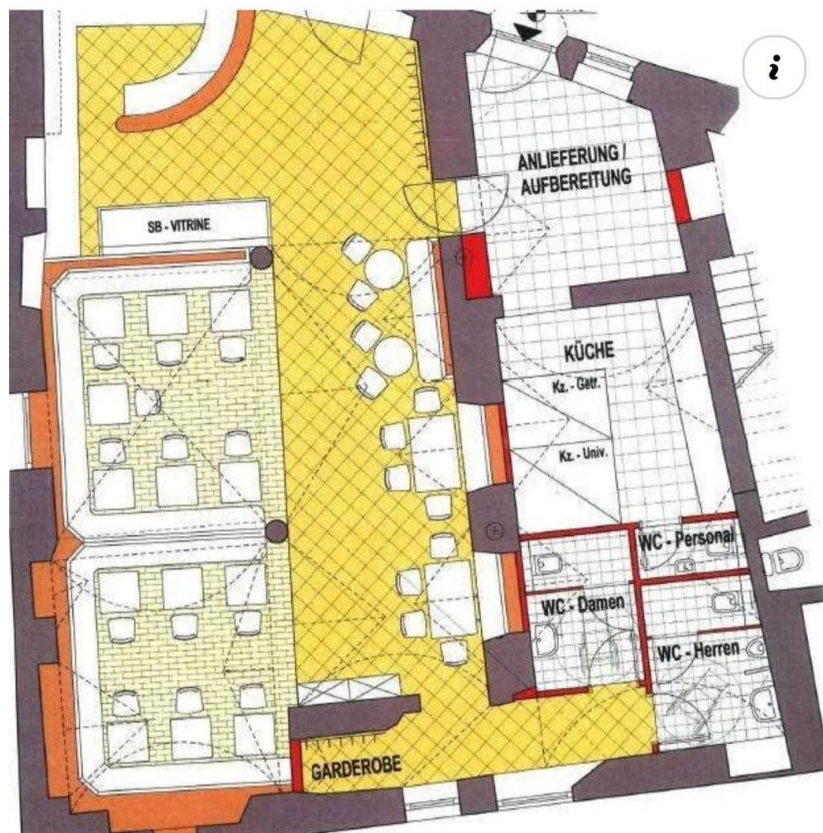 ANLIEFERUNG /
AUFBEREITUNG
SB - VITRINE
KÜCHE
Kz. - Getr.
Kz. - Univ.
WC - Personal
WC - Damen
WC - Herren
GARDEROBE
i